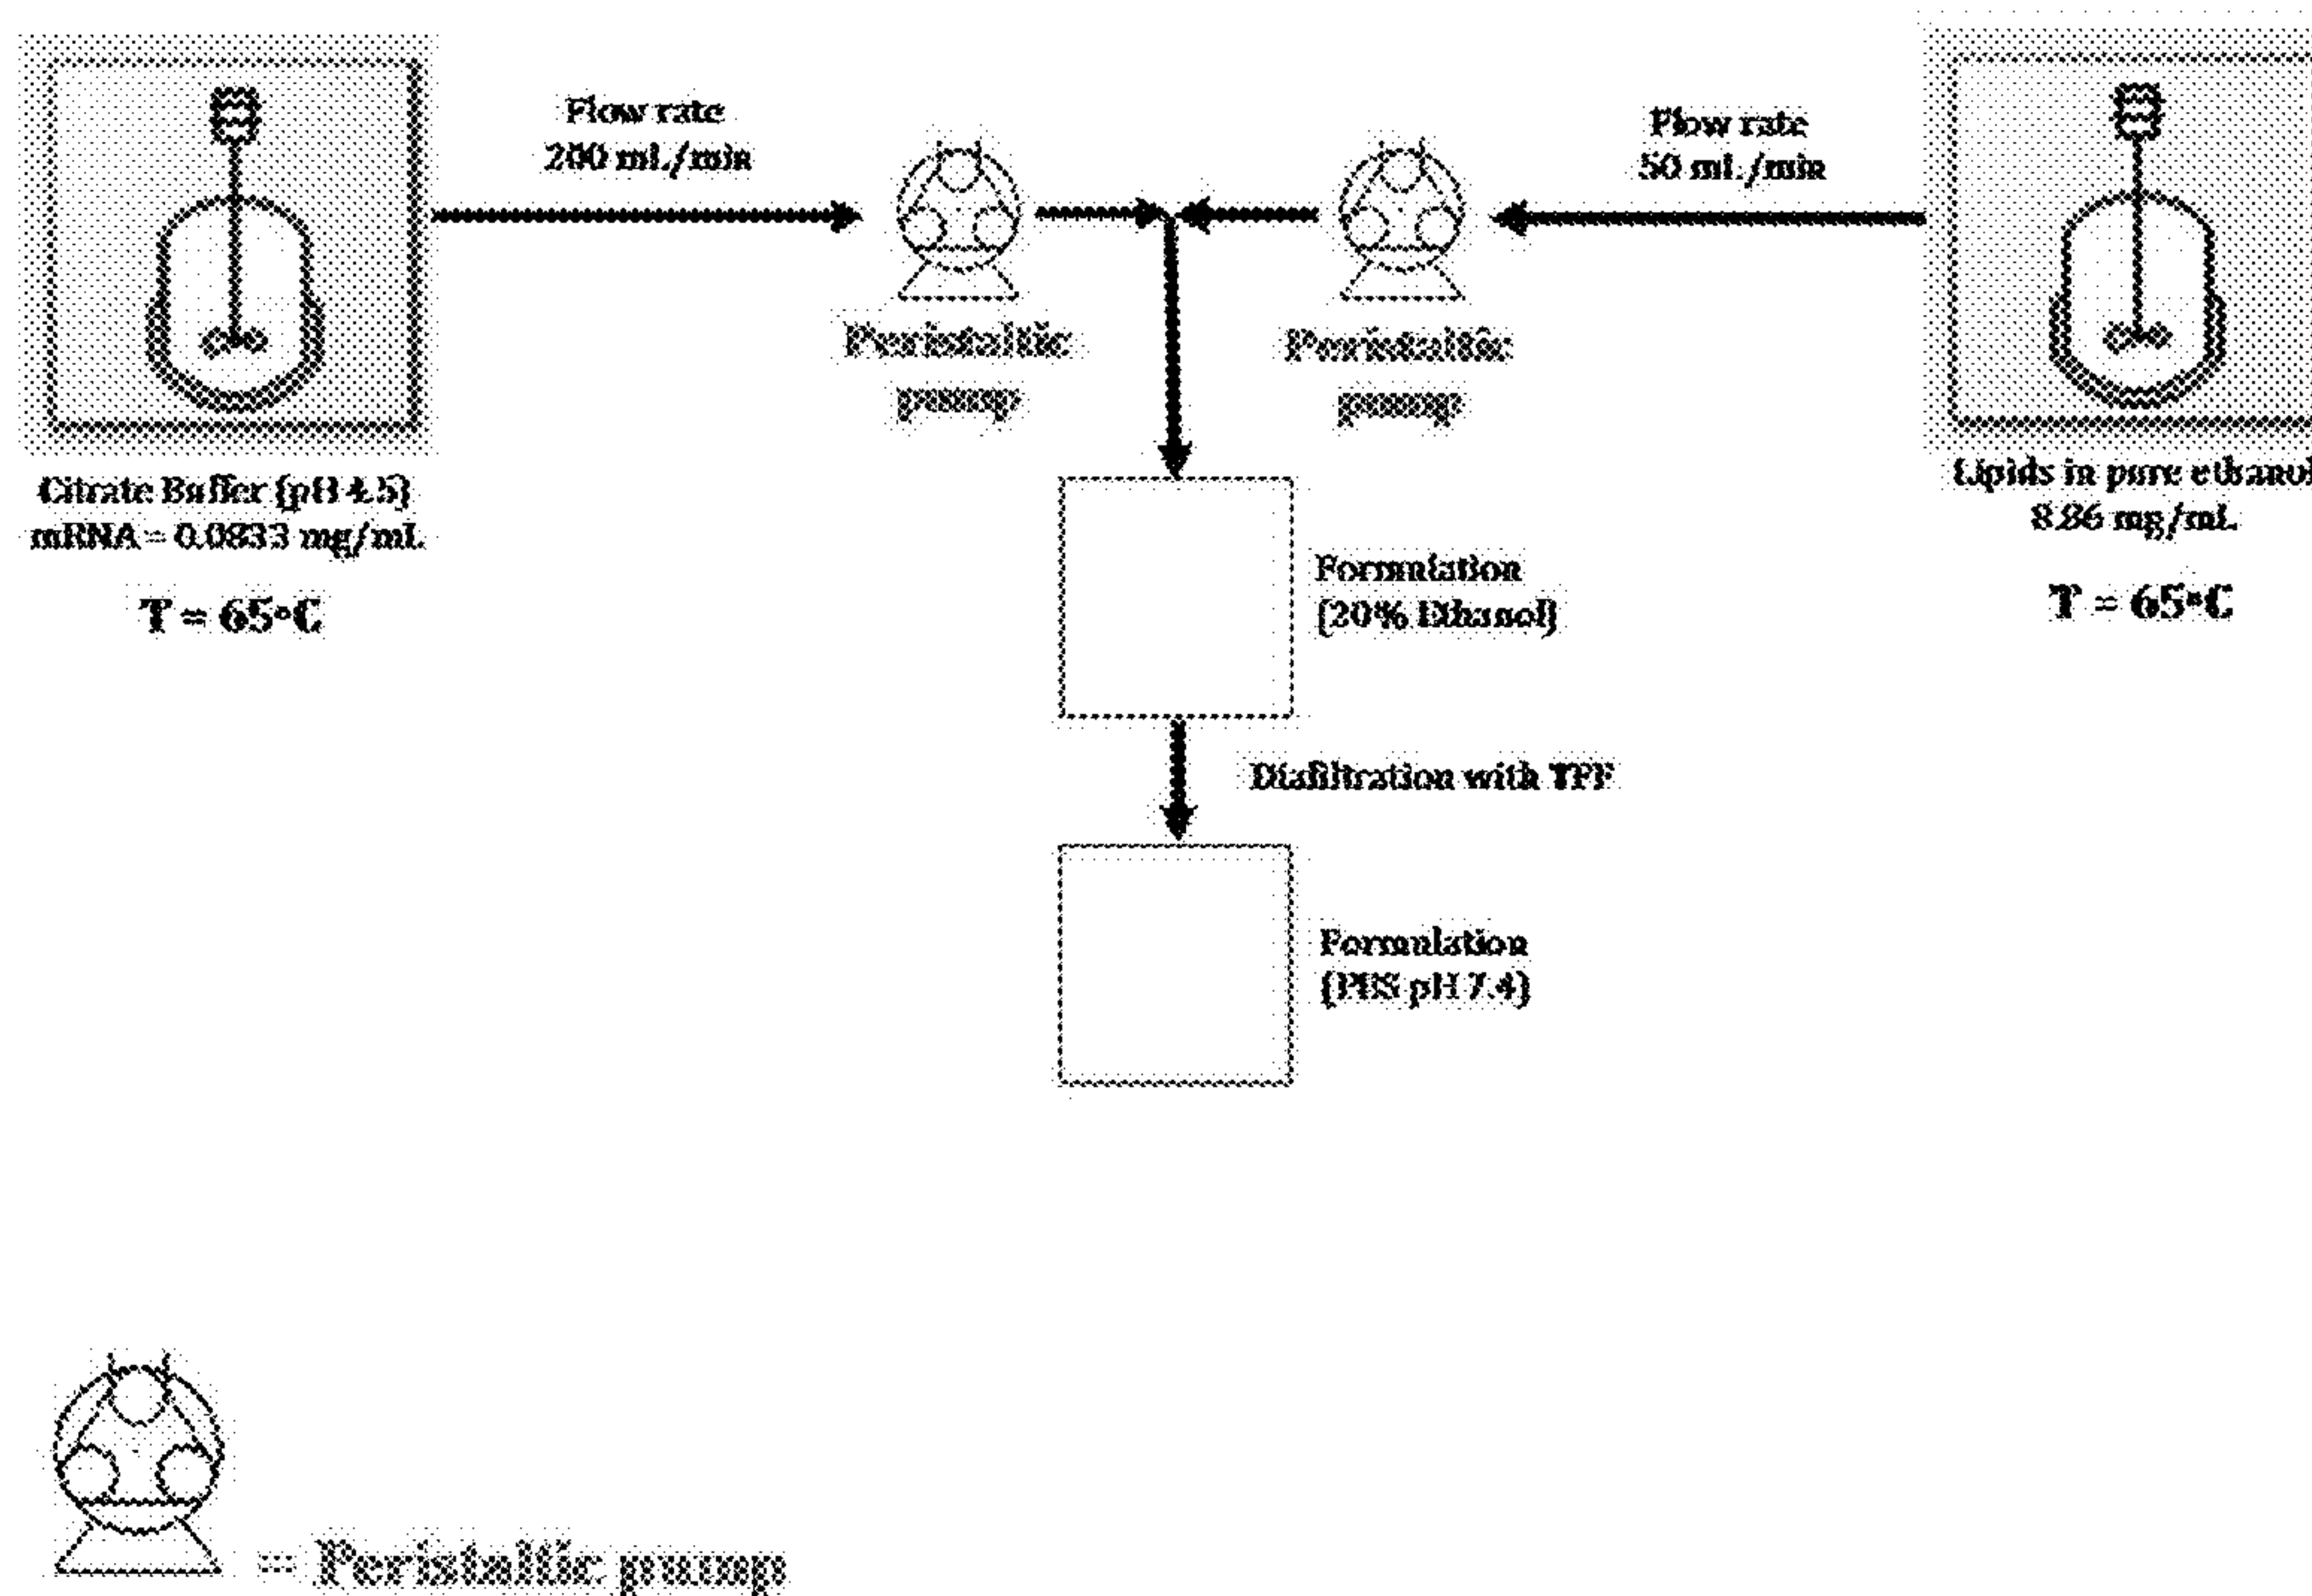 Flow rate
200 mL/min
Flow rate
50 mL/min
Peristaltic
pump
Peristaltic
pump
Citrate Buffer (pH 4.5)
mRNA = 0.0833 mg/mL
T = 65°C
Lipids in pure ethanol
8.86 mg/mL
T = 65°C
Formulation
(20% Ethanol)
Diafiltration with TFF
Formulation
(PBS pH 7.4)
= Peristaltic pump